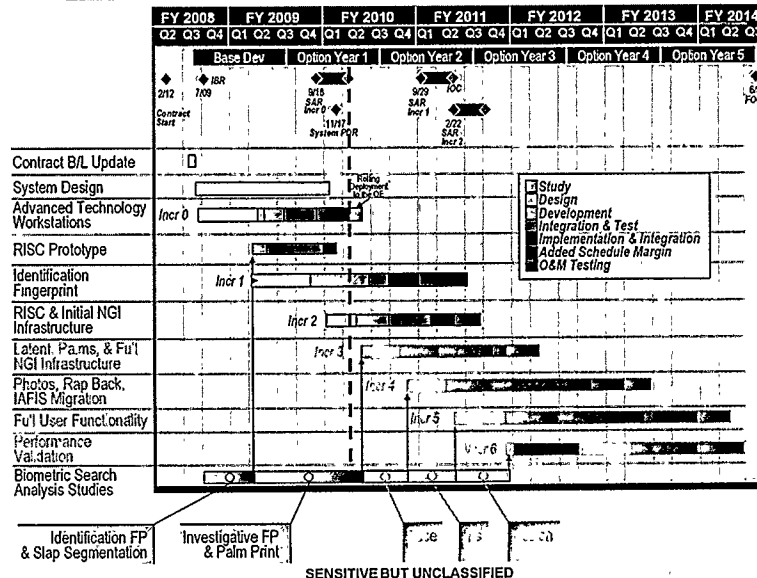 FY 2008 FY 2009 FY 2010 FY 2011 FY 2012 FY 2013 FY 2014
Q2 Q3 Q4 Q1 Q2 Q3 Q4 Q1 Q2 Q3 Q4 Q1 Q2 Q3 Q4 Q1 Q2 Q3 Q4 Q1 Q2 Q3 Q4 Q1 Q2
Base Dev Option Year 1 Option Year 2 Option Year 3 Option Year 4 Option Year 5
2/12
Contract
Start
7/09
IBR
9/16
SAR
Incr 0
11/17
System PDR
9/29
SAR
Incr 1
IOC
2/22
SAR
Incr 2
Contract B/L Update
System Design
Rolling
Deployment
to the OE
Advanced Technology
Workstations
Incr 0
RISC Prototype
Identification
Fingerprint
Incr 1
RISC & Initial NGI
Infrastructure
Incr 2
Latent, Palms, & Full
NGI Infrastructure
Incr 3
Photos, Rap Back,
IAFIS Migration
Incr 4
Full User Functionality
Incr 5
Performance
Validation
Biometric Search
Analysis Studies
Study
Design
Development
Integration & Test
Implementation & Integration
Added Schedule Margin
O&M Testing
Identification FP
& Slap Segmentation
Investigative FP
& Palm Print
SENSITIVE BUT UNCLASSIFIED